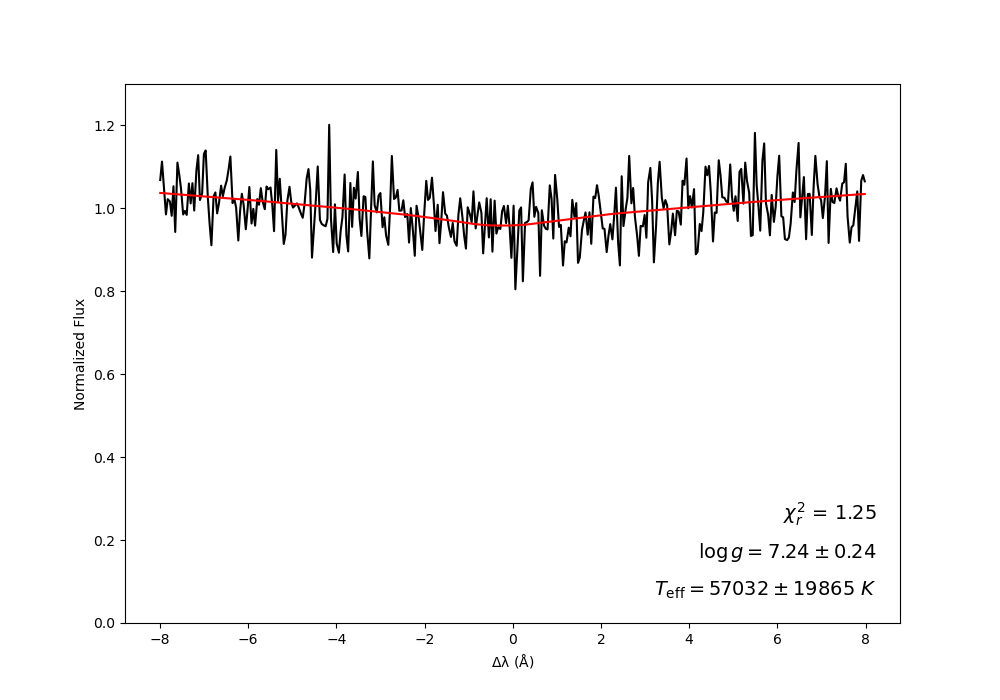 1.2
1.0
0.8
0.6
0.4
0.2
0.0
Normalized Flux
χ²ᵣ = 1.25
log g = 7.24 ± 0.24
T_eff = 57032 ± 19865 K
−8 −6 −4 −2 0 2 4 6 8
Δλ (Å)